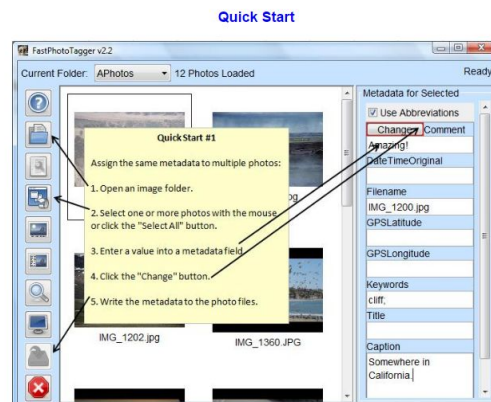 Quick Start
FastPhotoTagger v2.2
Current Folder: APhotos 12 Photos Loaded Ready
Metadata for Selected
Use Abbreviations
Change Comment
Amazing!
DateTimeOriginal
Filename
IMG_1200.jpg
GPSLatitude
GPSLongitude
Keywords
cliff;
Title
Caption
Somewhere in
California.
QuickStart #1
Assign the same metadata to multiple photos:
1. Open an image folder.
2. Select one or more photos with the mouse
or click the "Select All" button.
3. Enter a value into a metadata field.
4. Click the "Change" button.
5. Write the metadata to the photo files.
IMG_1202.jpg
IMG_1360.JPG